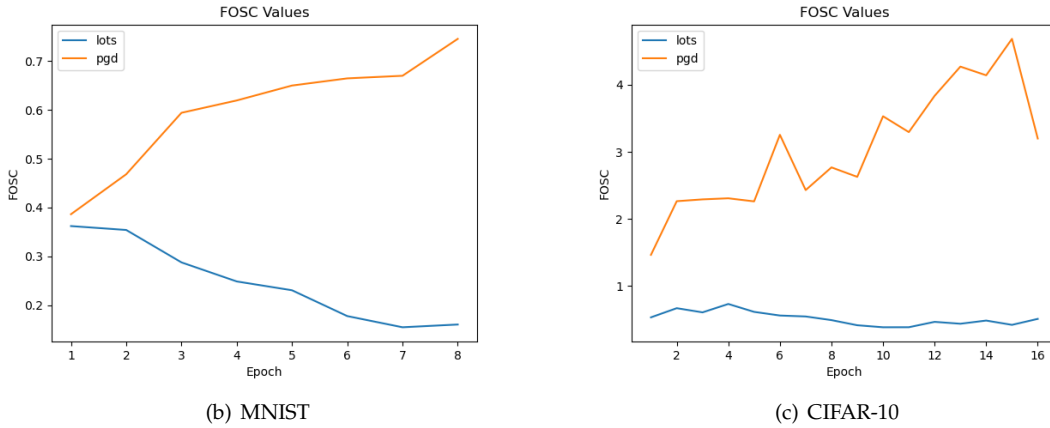 FOSC Values
lots
pgd
0.7
0.6
0.5
0.4
0.3
0.2
FOSC
1 2 3 4 5 6 7 8
Epoch
(b) MNIST
FOSC Values
lots
pgd
4
3
2
1
FOSC
2 4 6 8 10 12 14 16
Epoch
(c) CIFAR-10